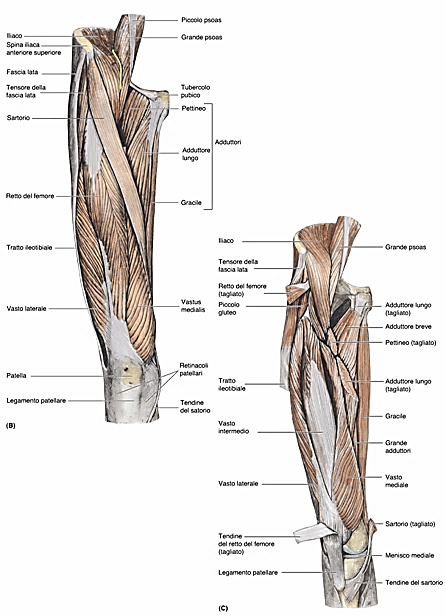 Piccolo psoas
Iliaco
Grande psoas
Spina iliaca
anteriore superiore
Fascia lata
Tensore della
fascia lata
Tubercolo
pubico
Pettineo
Sartorio
Adduttori
Adduttore
lungo
Retto del femore
Gracile
Tratto ileotibiale
Vasto laterale
Vastus
medialis
Patella
Retinacoli
patellari
Legamento patellare
Tendine
del satorio
(B)
Iliaco
Grande psoas
Tensore della
fascia lata
Retto del femore
(tagliato)
Piccolo
gluteo
Adduttore lungo
(tagliato)
Adduttore breve
Pettineo (tagliato)
Tratto
ileotibiale
Adduttore lungo
(tagliato)
Gracile
Vasto
intermedio
Grande
adduttori
Vasto laterale
Vasto
mediale
Sartorio (tagliato)
Tendine
del retto del femore
(tagliato)
Menisco mediale
Legamento patellare
Tendine del sartorio
(C)